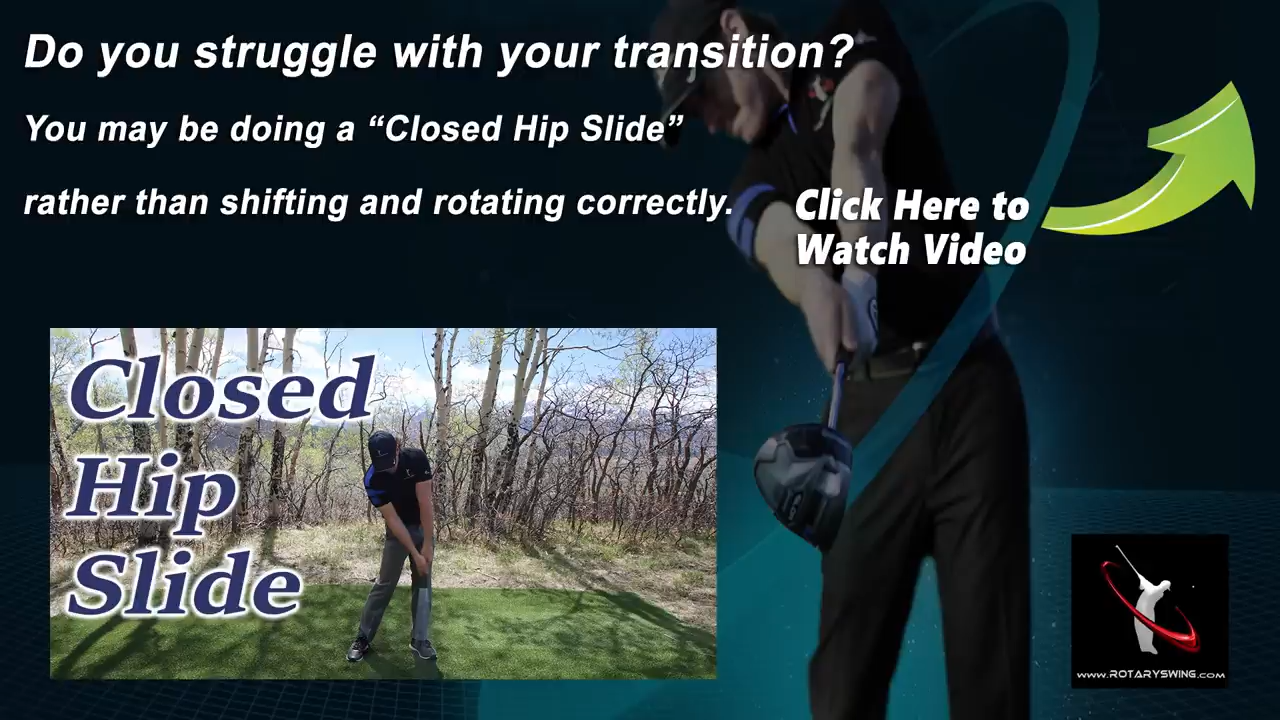 Do you struggle with your transition?
You may be doing a “Closed Hip Slide”
rather than shifting and rotating correctly.
Click Here to
Watch Video
Closed
Hip
Slide
www.ROTARYSWING.com